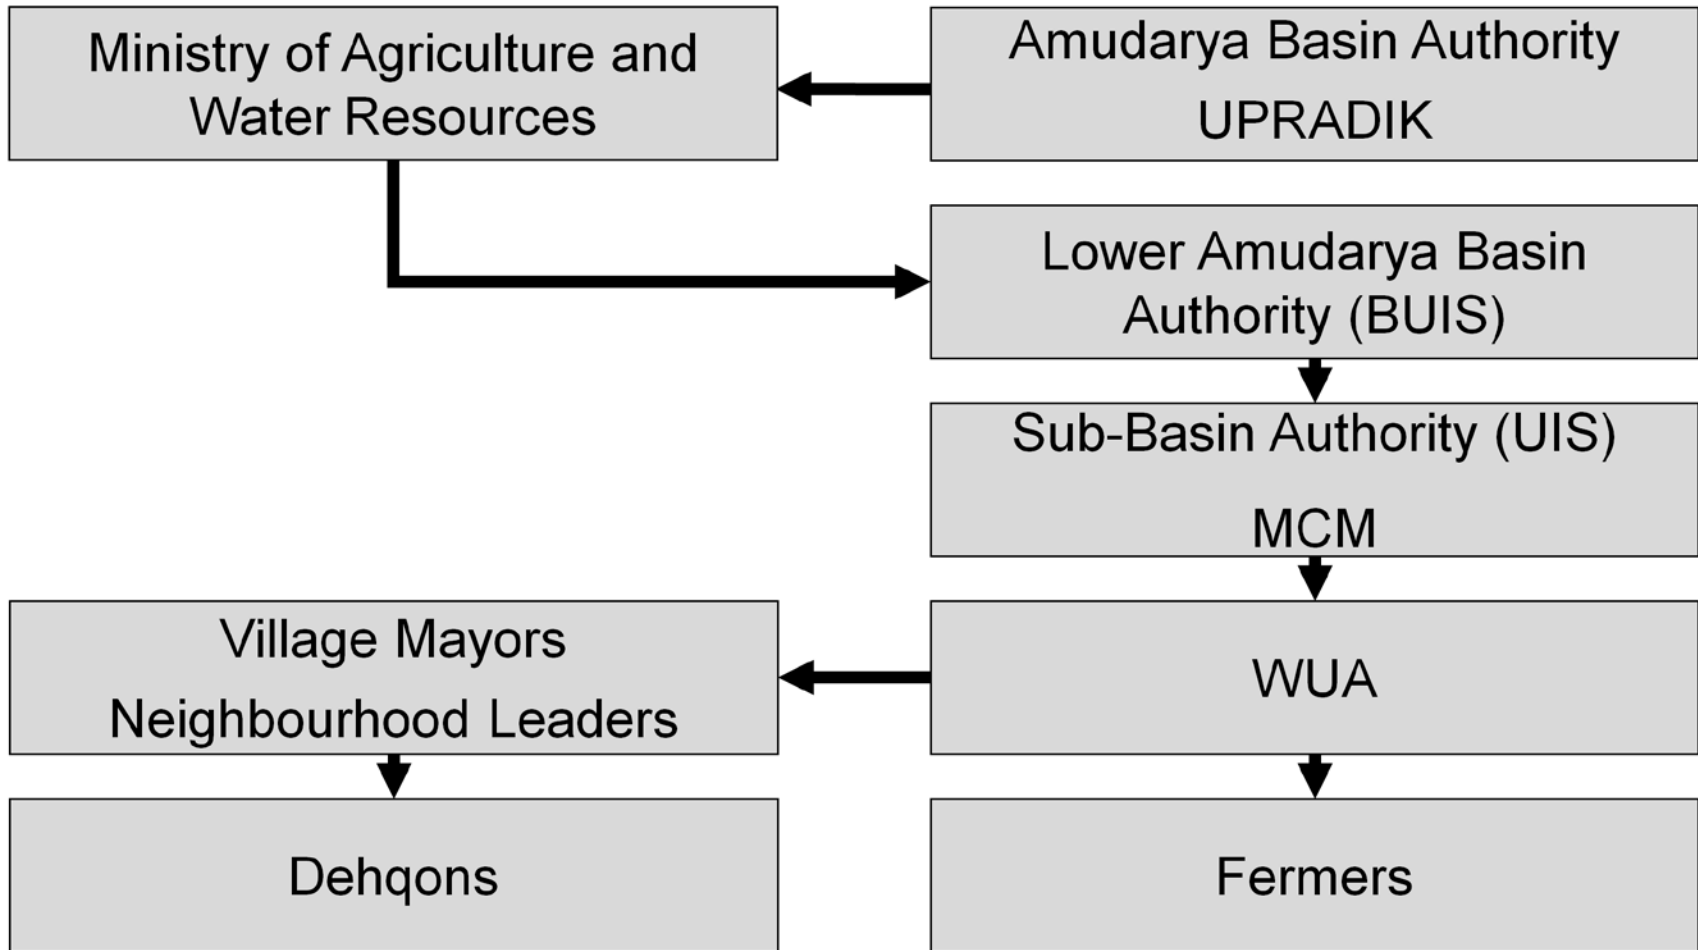 Ministry of Agriculture and
Water Resources
Amudarya Basin Authority
UPRADIK
Lower Amudarya Basin
Authority (BUIS)
Sub-Basin Authority (UIS)
MCM
Village Mayors
Neighbourhood Leaders
WUA
Dehqons
Fermers